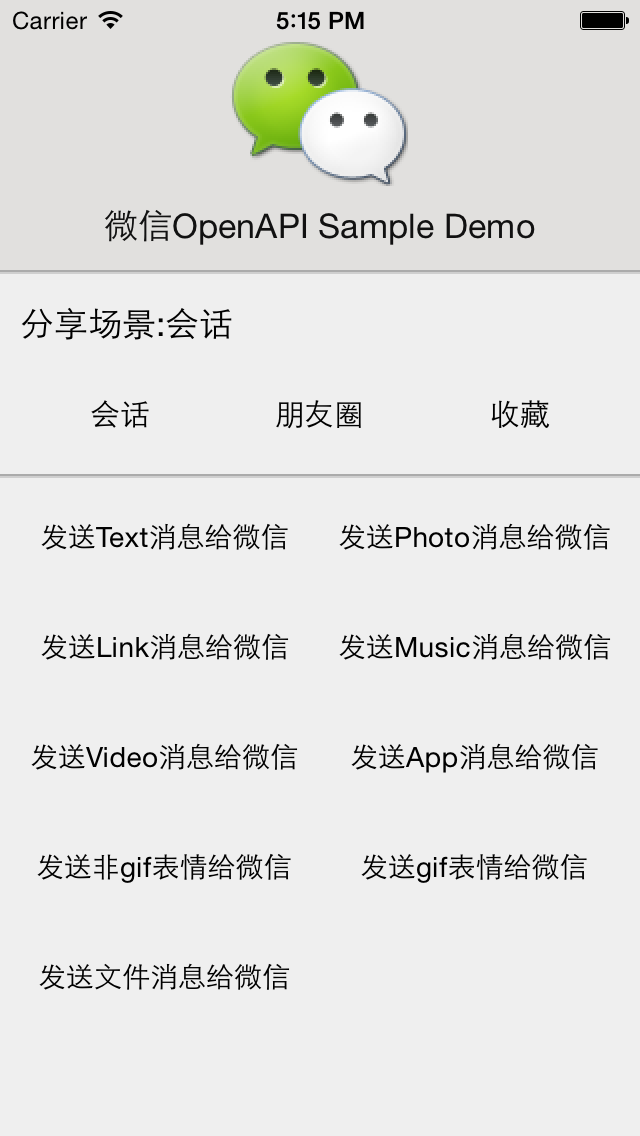 Carrier 5:15 PM
微信OpenAPI Sample Demo
分享场景:会话
会话 朋友圈 收藏
发送Text消息给微信 发送Photo消息给微信
发送Link消息给微信 发送Music消息给微信
发送Video消息给微信 发送App消息给微信
发送非gif表情给微信 发送gif表情给微信
发送文件消息给微信